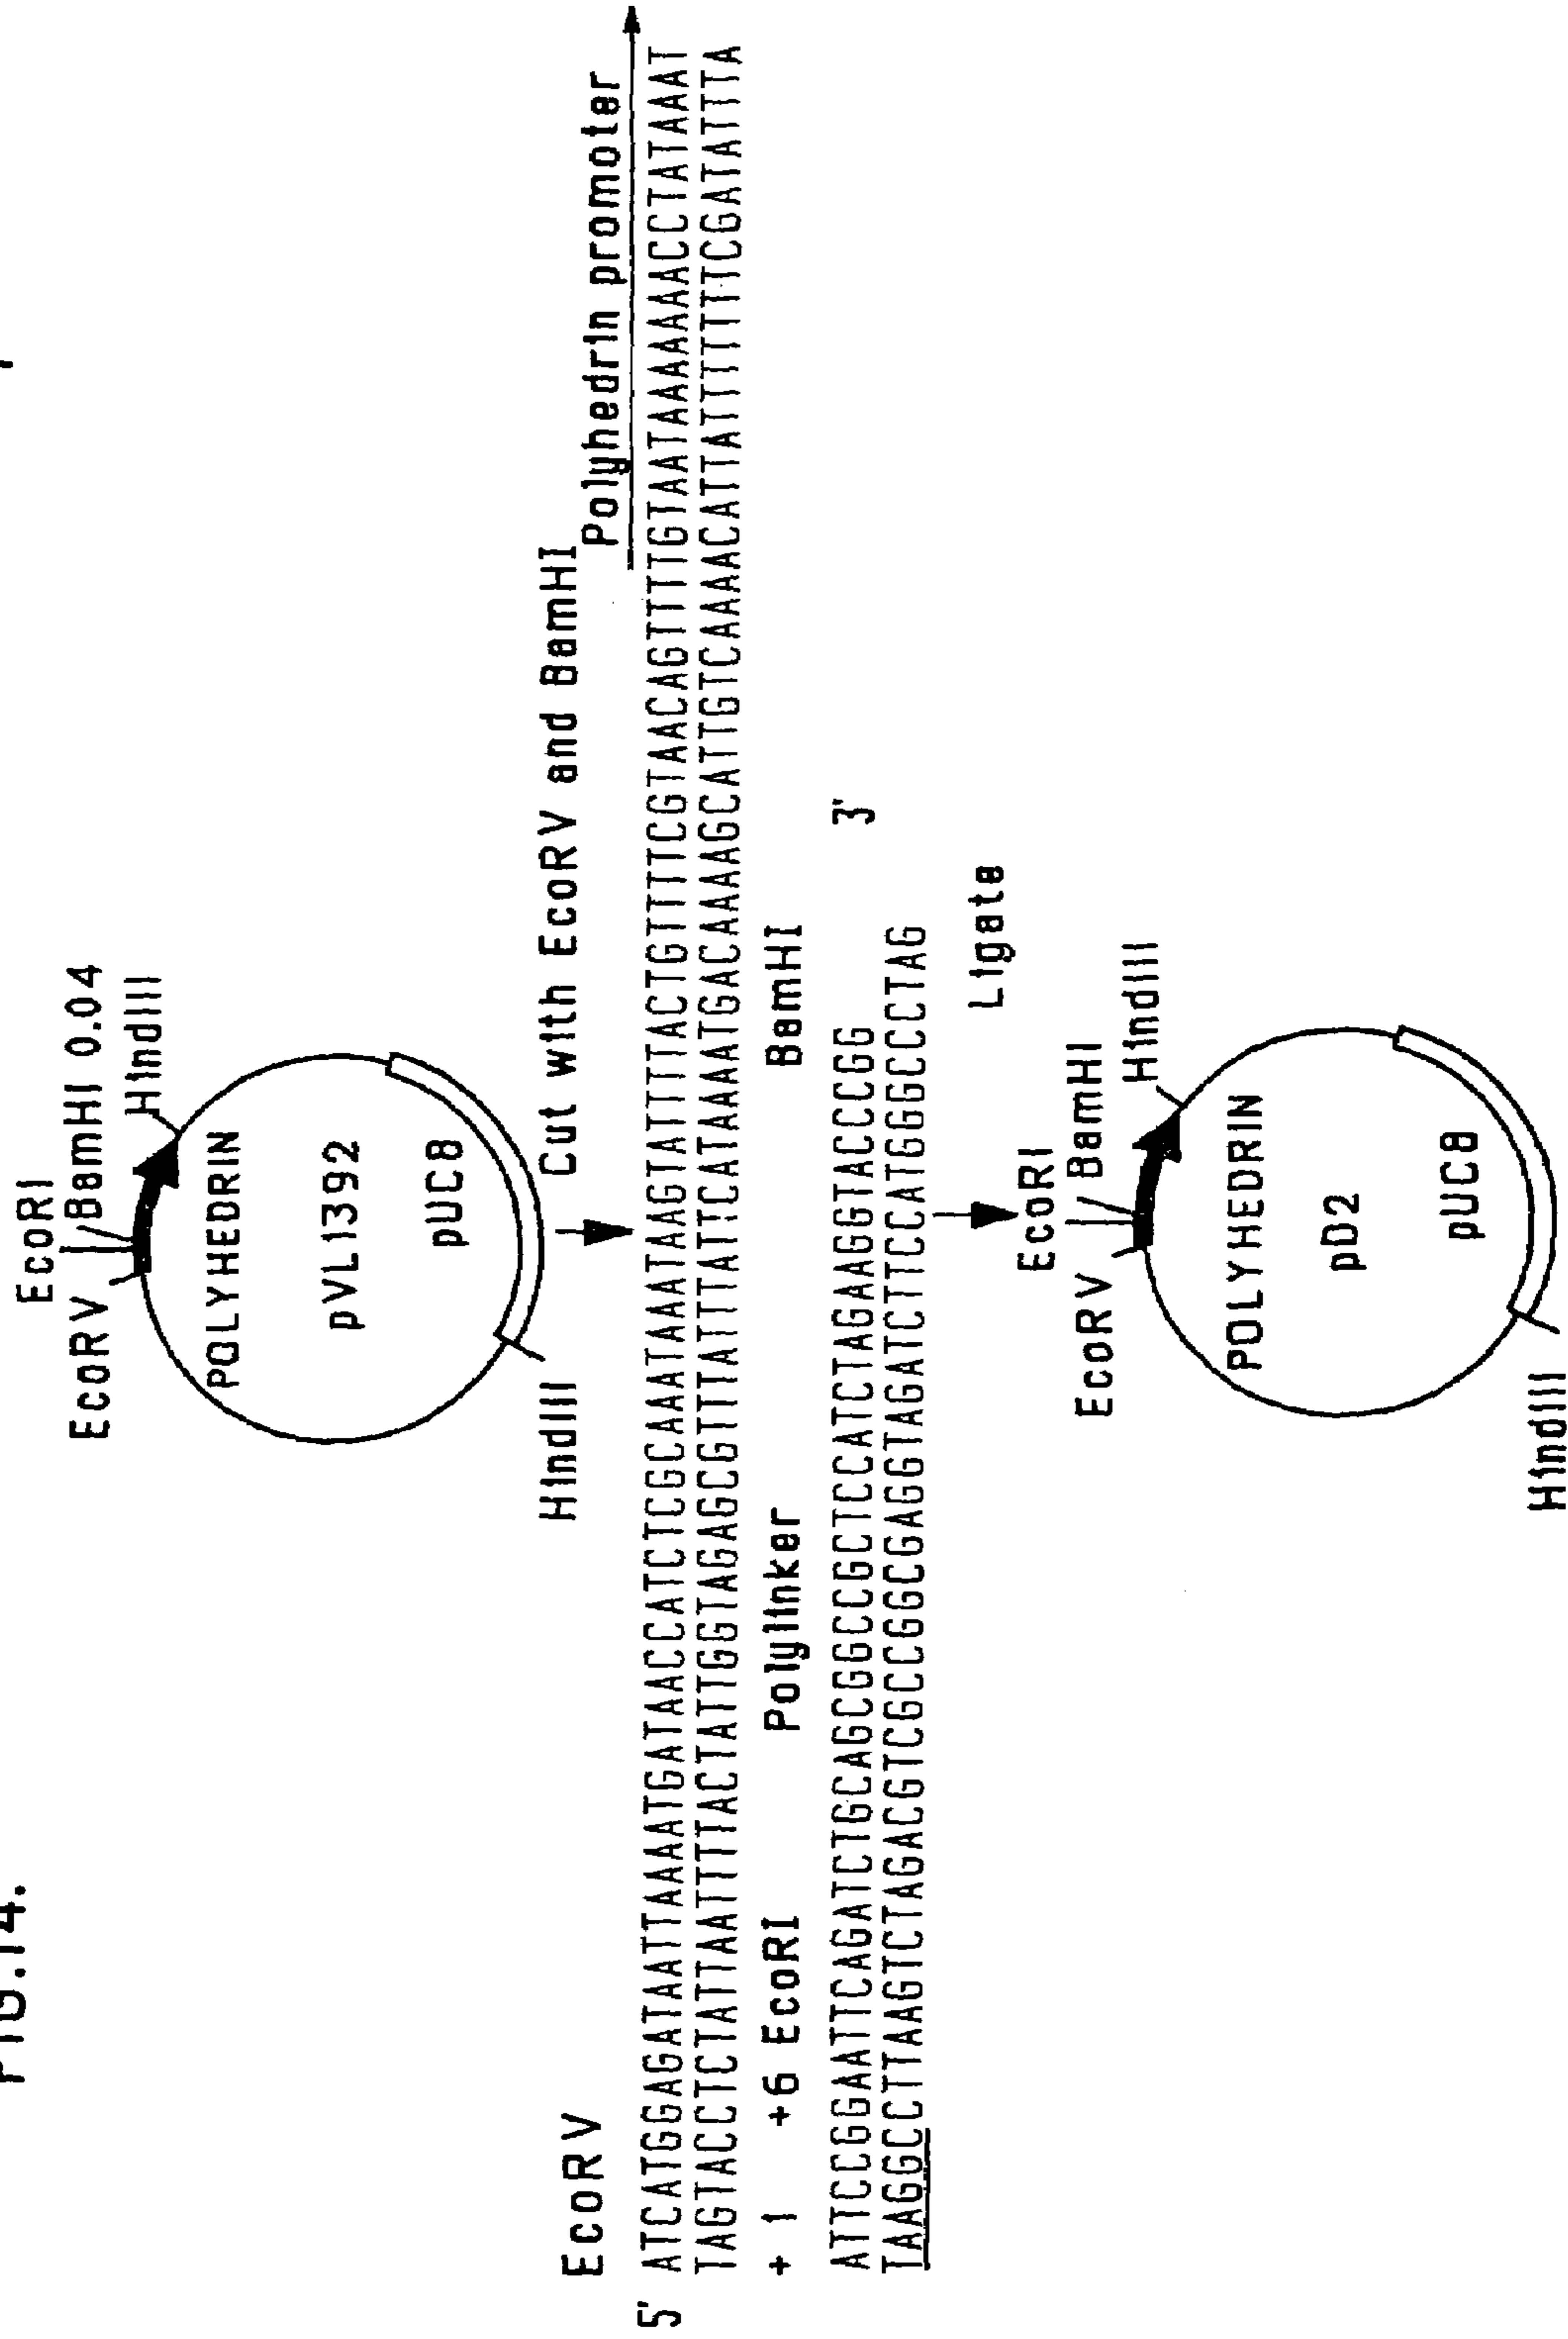 FIG.14.
EcoRI
EcoRV
BamHI 0.04
HindIII
POLYHEDRIN
pVL1392
pUC8
HindIII
Cut with EcoRV and BamHI
EcoRV
Polyhedrin promoter
5' ATCATGGAGATAATTAAAATGATAACCATCTCGCAAATAAATAAGTATTTTACTGTTTTCGTAACAGTTTTGTAATAAAAAAACCTATAAAT
TAGTACCTCTATTAATTTTACTATTGGTAGAGCGTTTATTTATTCATAAAATGACAAAAGCATTGTCAAAACATTATTTTTTTCGATATTTA
+ 1 +6 EcoRI Polylinker BamHI
ATTCCGGAATTCAGATCTGCAGCGGCCGCTCCATCTAGAAGGTACCCGG 3'
TAAGGCCTTAAGTCTAGACGTCGCCGGCGAGGTAGATCTTCCATGGGCCCTAG
Ligate
EcoRI
EcoRV
BamHI
HindIII
POLYHEDRIN
pD2
pUC8
HindIII